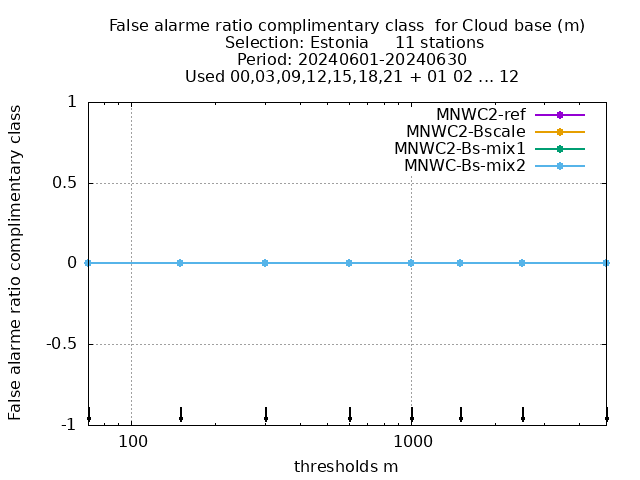 False alarme ratio complimentary class  for Cloud base (m)
Selection: Estonia     11 stations
Period: 20240601-20240630
Used 00,03,09,12,15,18,21 + 01 02 ... 12
False alarme ratio complimentary class
1
0.5
0
-0.5
-1
MNWC2-ref
MNWC2-Bscale
MNWC2-Bs-mix1
MNWC-Bs-mix2
100
1000
thresholds m